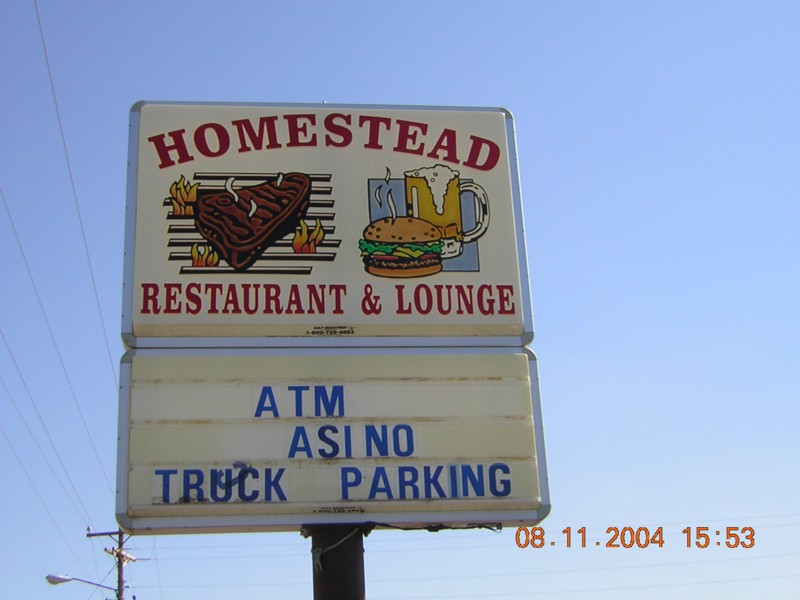 HOMESTEAD
RESTAURANT & LOUNGE
ATM
ASINO
TRUCK PARKING
08.11.2004 15:53